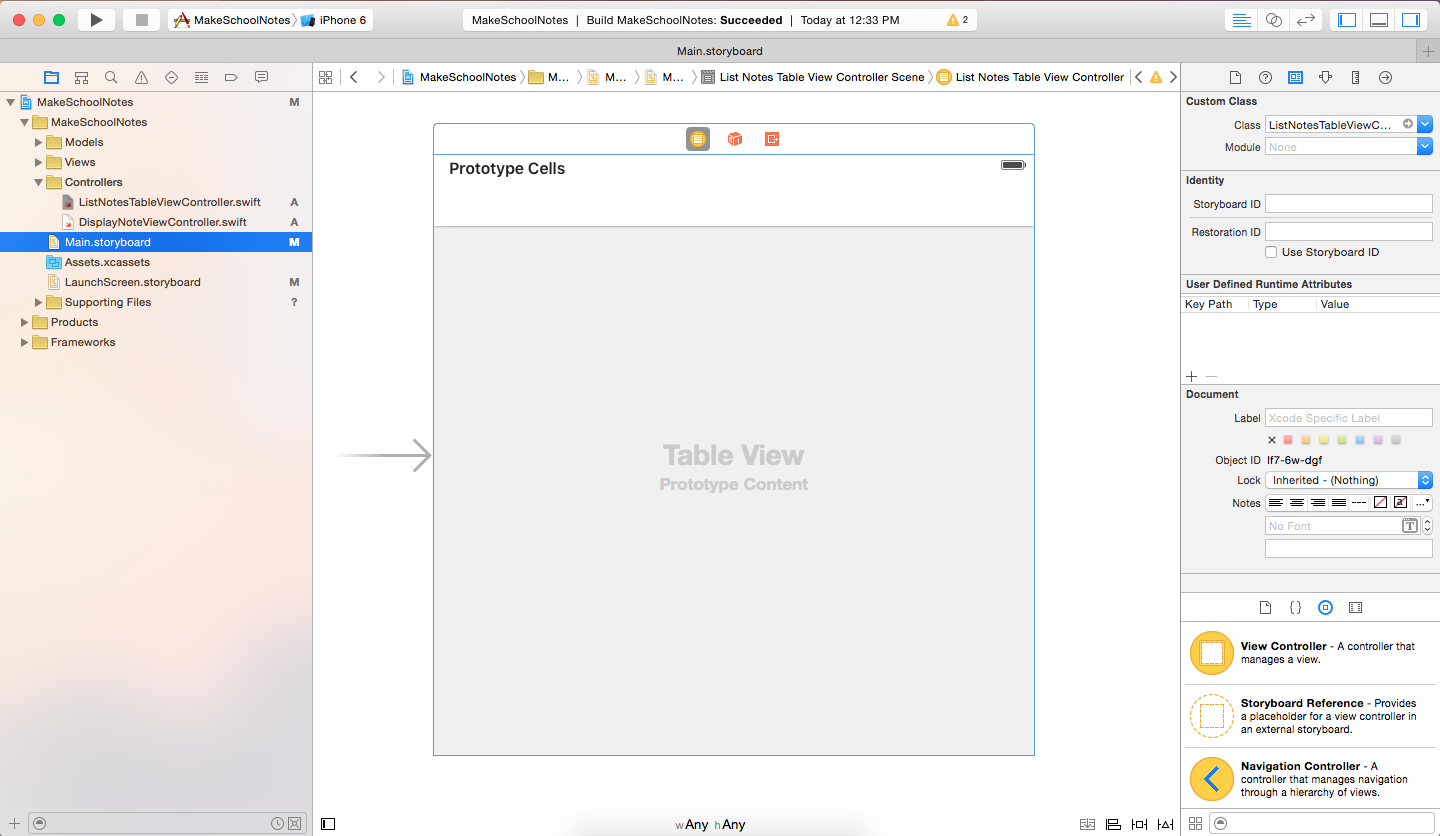 MakeSchoolNotes iPhone 6
MakeSchoolNotes | Build MakeSchoolNotes: Succeeded | Today at 12:33 PM 2
Main.storyboard
MakeSchoolNotes M... M... M... List Notes Table View Controller Scene List Notes Table View Controller
MakeSchoolNotes M
MakeSchoolNotes
Models
Views
Controllers
ListNotesTableViewController.swift A
DisplayNoteViewController.swift A
Main.storyboard M
Assets.xcassets
LaunchScreen.storyboard M
Supporting Files ?
Products
Frameworks
Prototype Cells
Table View
Prototype Content
wAny hAny
Custom Class
Class ListNotesTableViewC...
Module None
Identity
Storyboard ID
Restoration ID
Use Storyboard ID
User Defined Runtime Attributes
Key Path Type Value
Document
Label Xcode Specific Label
Object ID lf7-6w-dgf
Lock Inherited - (Nothing)
Notes
No Font
View Controller - A controller that
manages a view.
Storyboard Reference - Provides
a placeholder for a view controller in
an external storyboard.
Navigation Controller - A
controller that manages navigation
through a hierarchy of views.